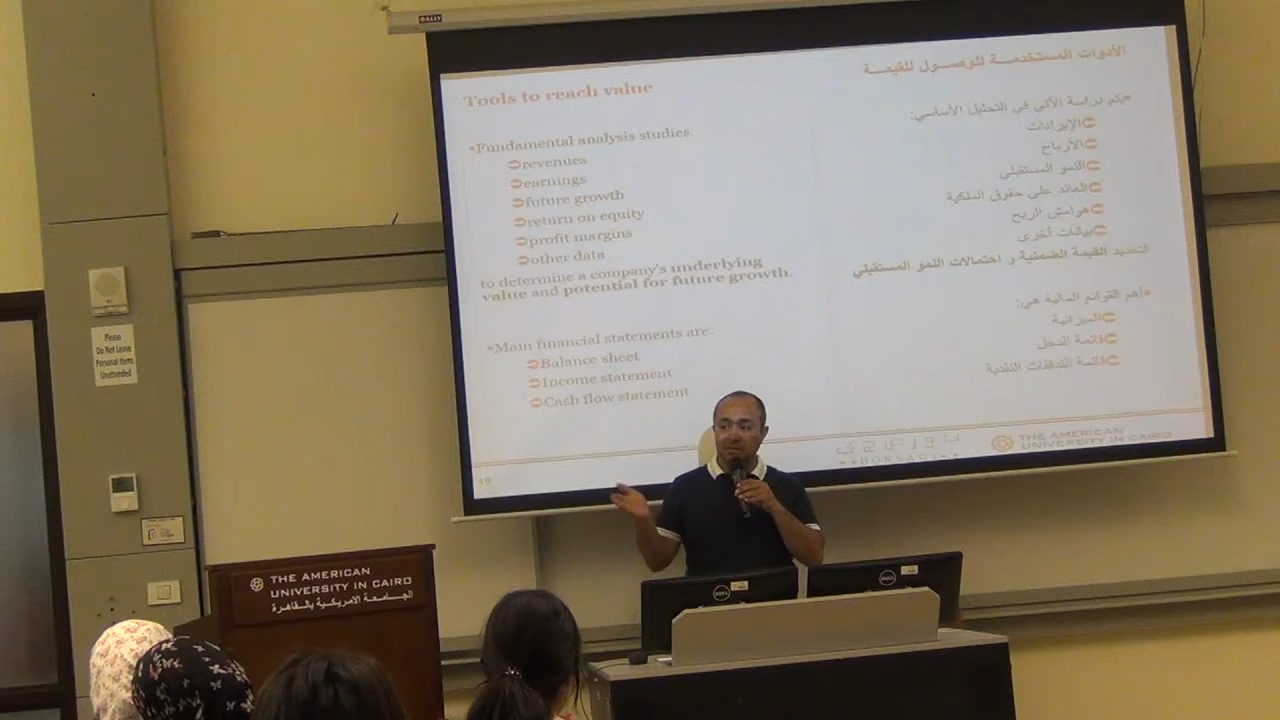 DALITE
Tools to reach value
•Fundamental analysis studies:
revenues
earnings
future growth
return on equity
profit margins
other data
to determine a company's underlying
value and potential for future growth.
•Main financial statements are:
Balance sheet
Income statement
Cash flow statement
19
الأدوات المستخدمة للوصول للقيمة
•يتم دراسة الآتي في التحليل الأساسي:
الإيرادات
الأرباح
النمو المستقبلي
العائد على حقوق الملكية
هوامش الربح
بيانات أخرى
لتحديد القيمة الضمنية و احتمالات النمو المستقبلي
•أهم القوائم المالية هي:
الميزانية
قائمة الدخل
قائمة التدفقات النقدية
THE AMERICAN
UNIVERSITY IN CAIRO
Please
Do Not Leave
Personal Items
Unattended
THE AMERICAN
UNIVERSITY IN CAIRO
الجامعة الأمريكية بالقاهرة
DELL
DELL